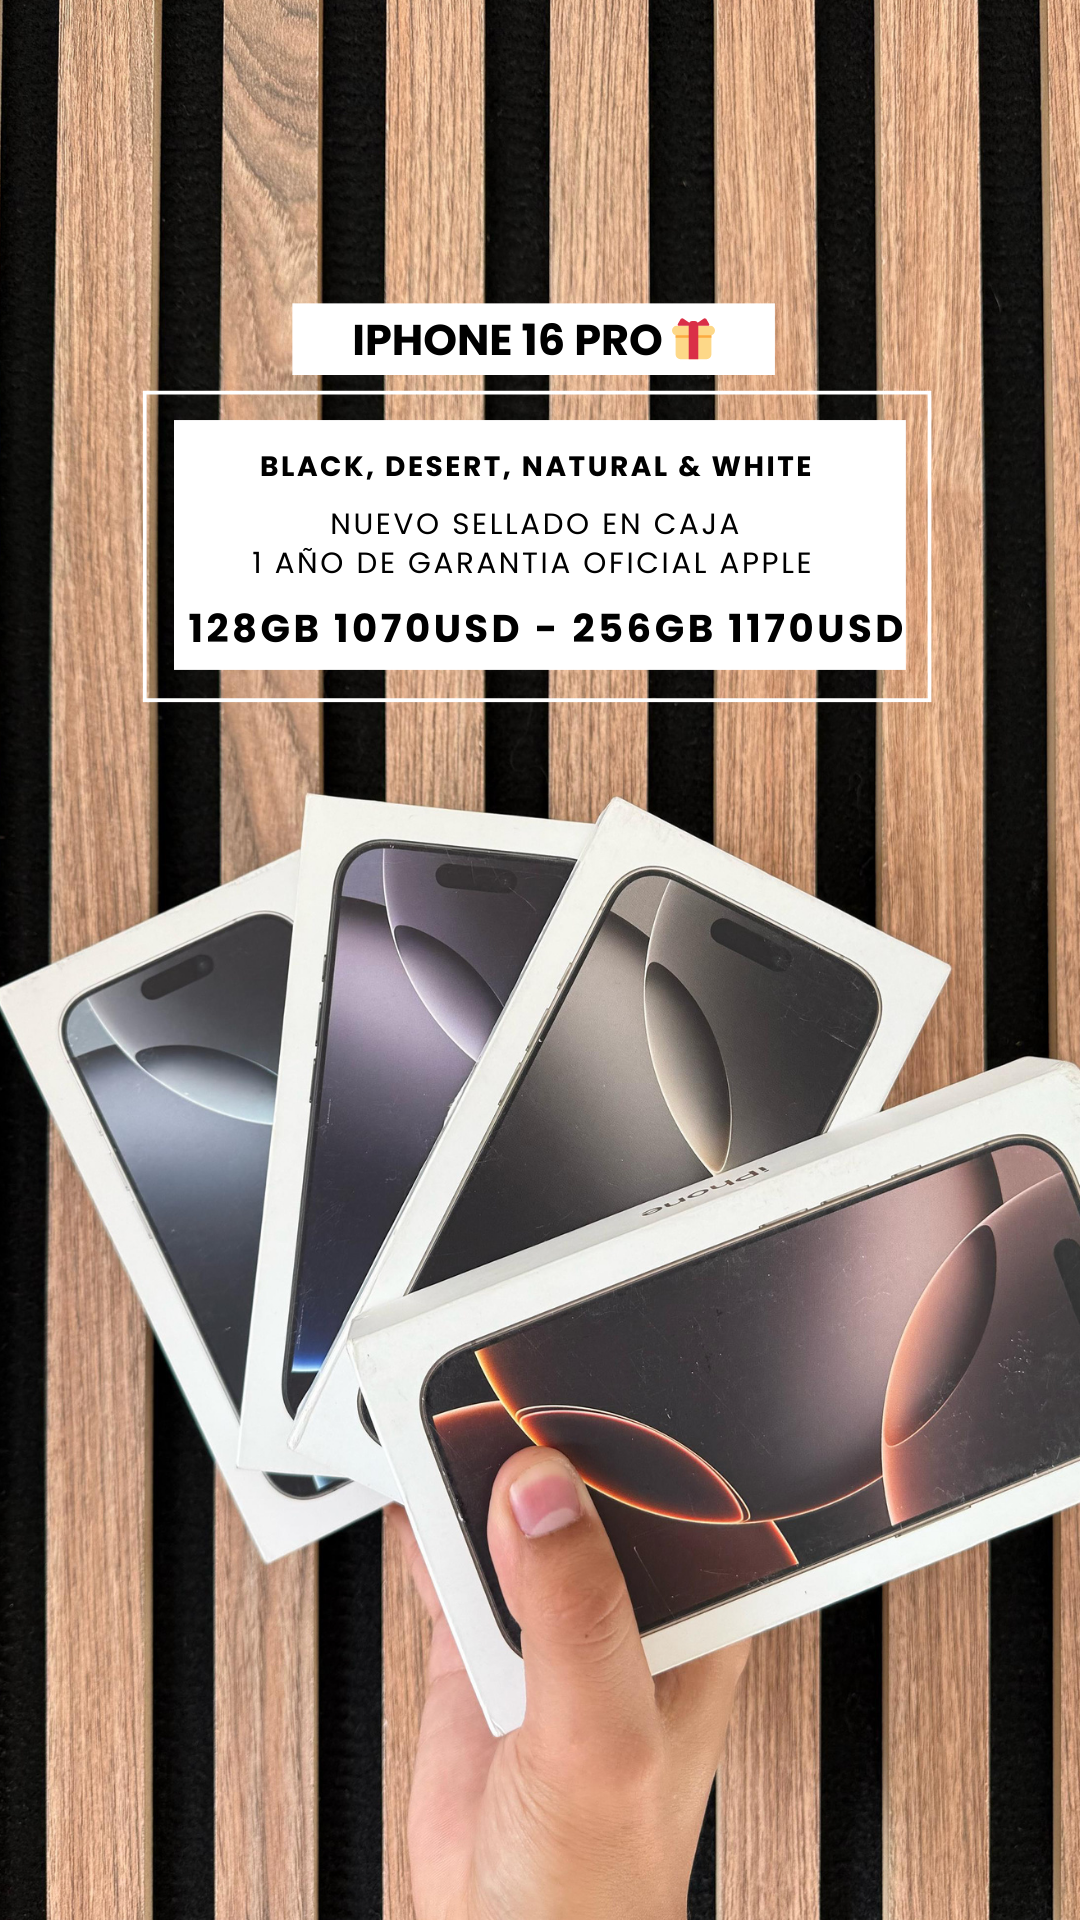 IPHONE 16 PRO 🎁
BLACK, DESERT, NATURAL & WHITE
NUEVO SELLADO EN CAJA
1 AÑO DE GARANTIA OFICIAL APPLE
128GB 1070USD - 256GB 1170USD
iPhone